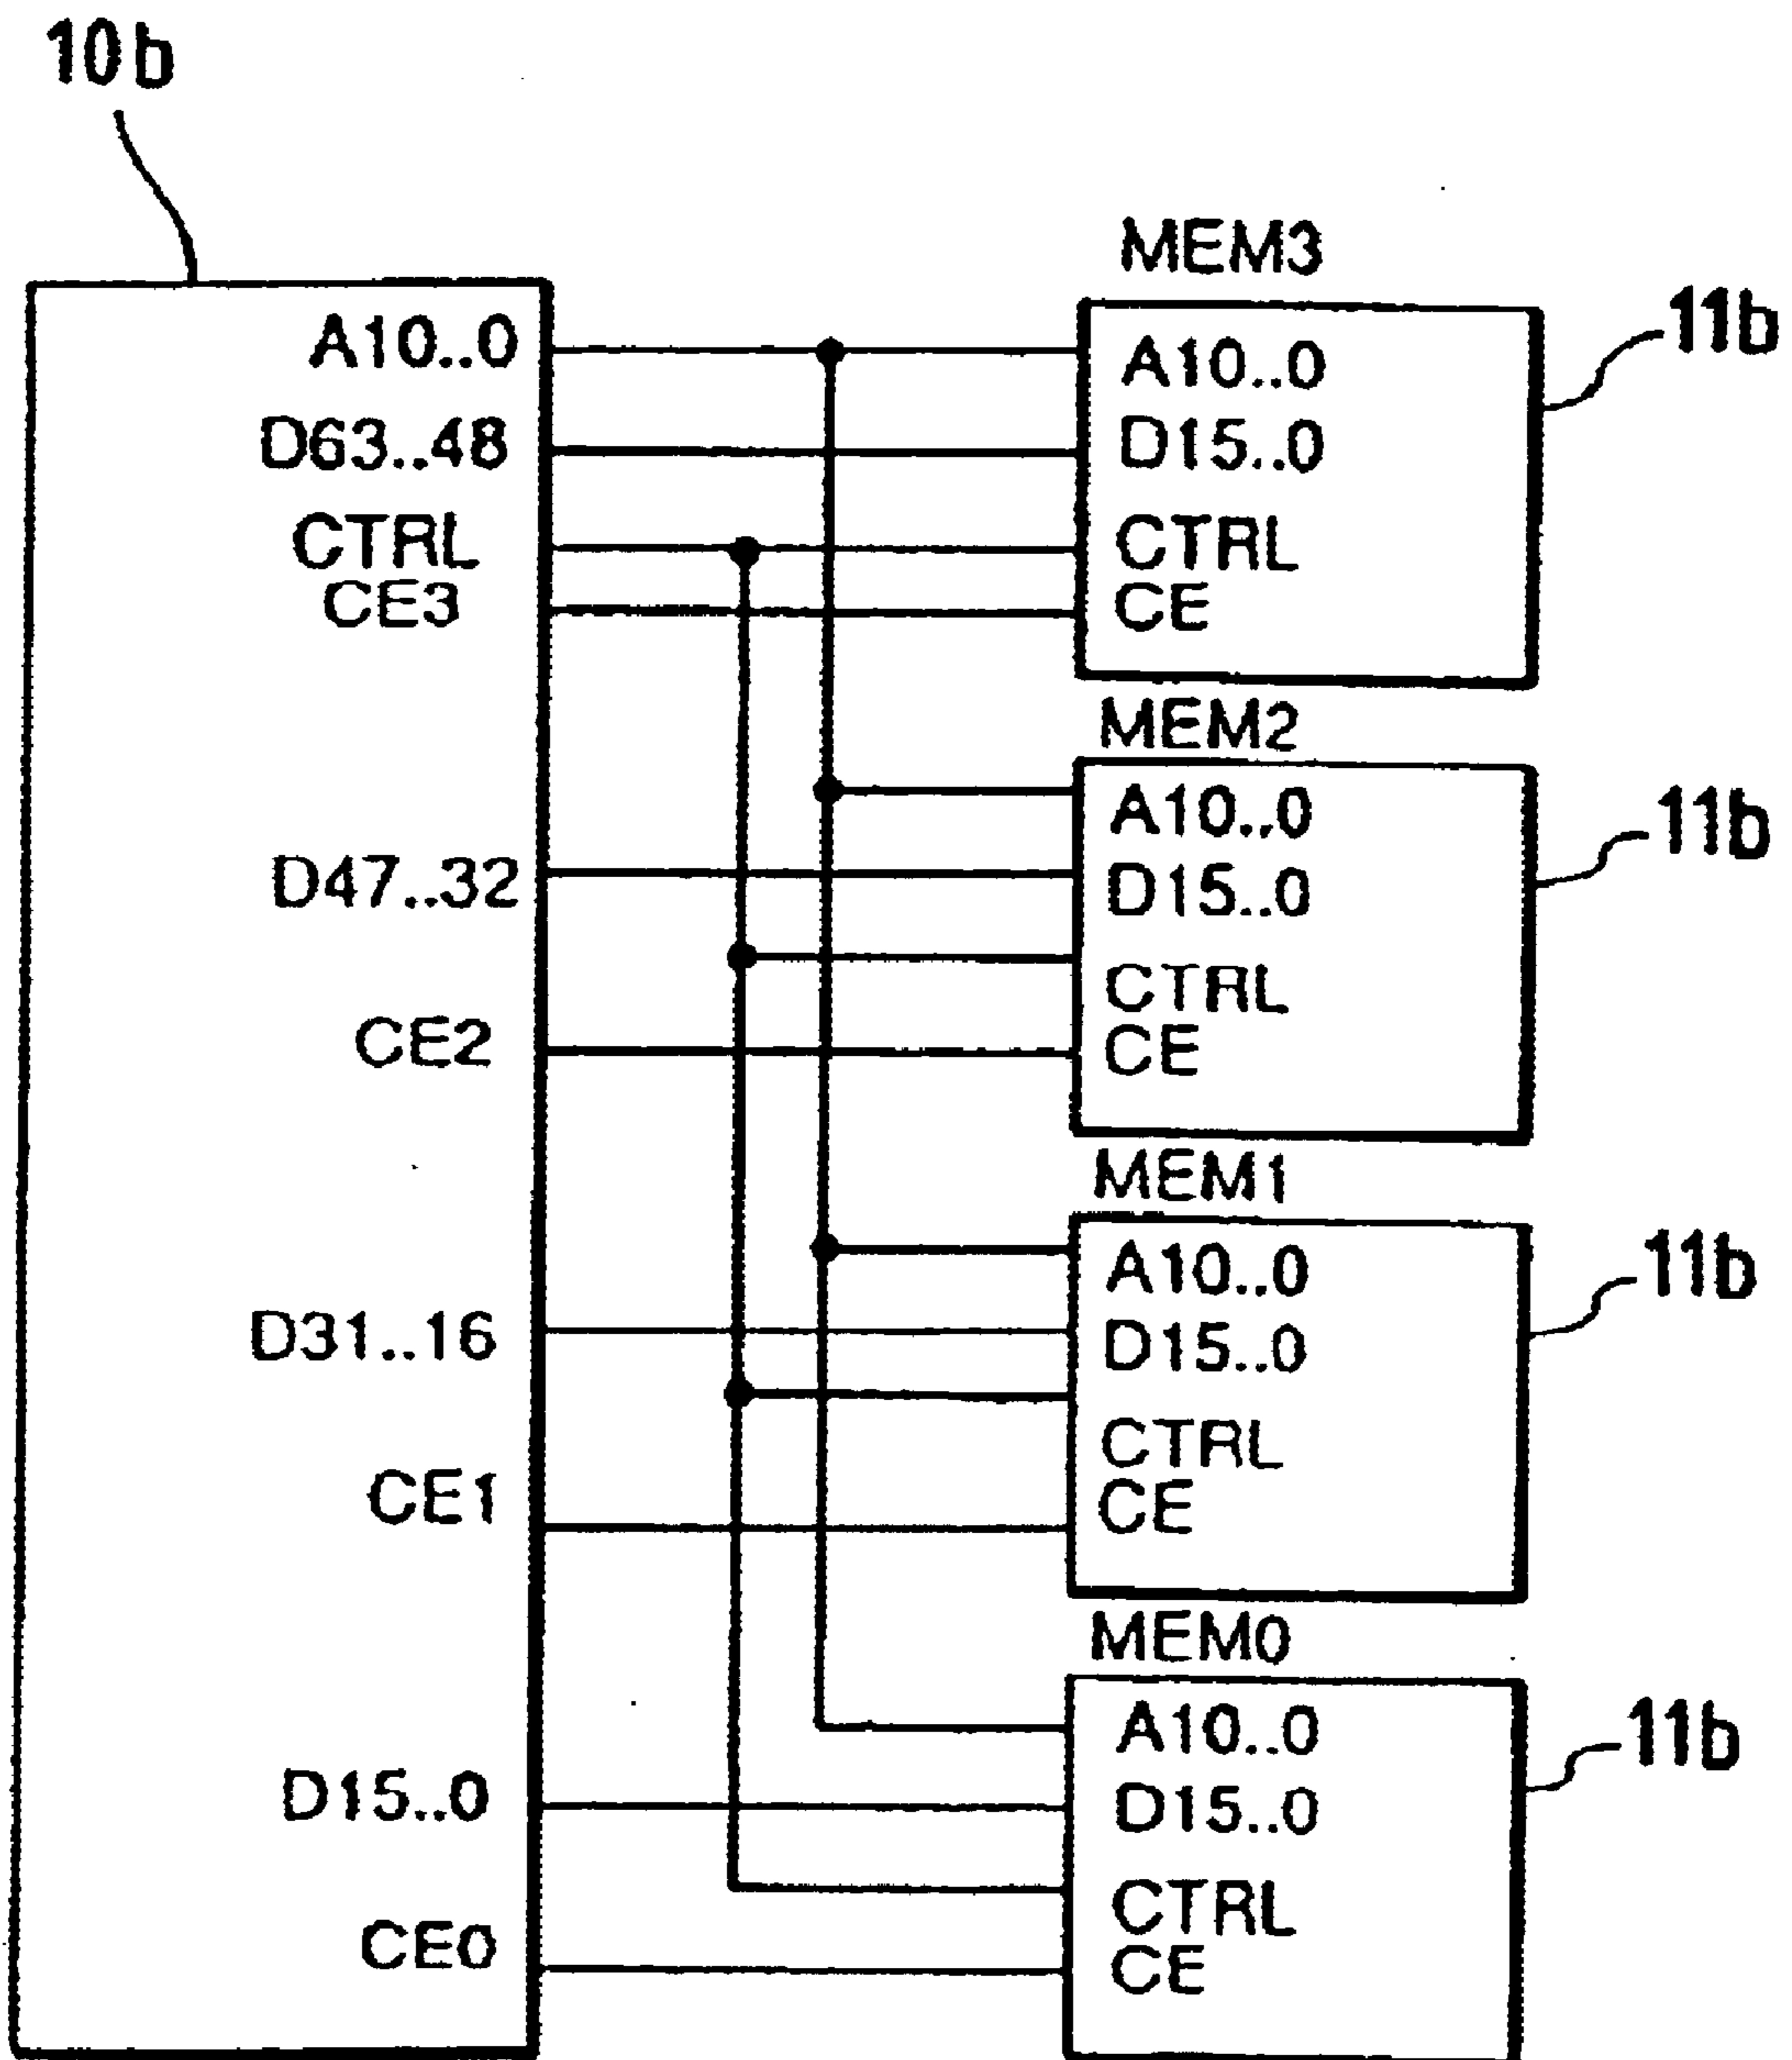 10b
A10..0
D63..48
CTRL
CE3
D47..32
CE2
D31..16
CE1
D15..0
CE0
MEM3
A10..0
D15..0
CTRL
CE
11b
MEM2
A10..0
D15..0
CTRL
CE
11b
MEM1
A10..0
D15..0
CTRL
CE
11b
MEM0
A10..0
D15..0
CTRL
CE
11b